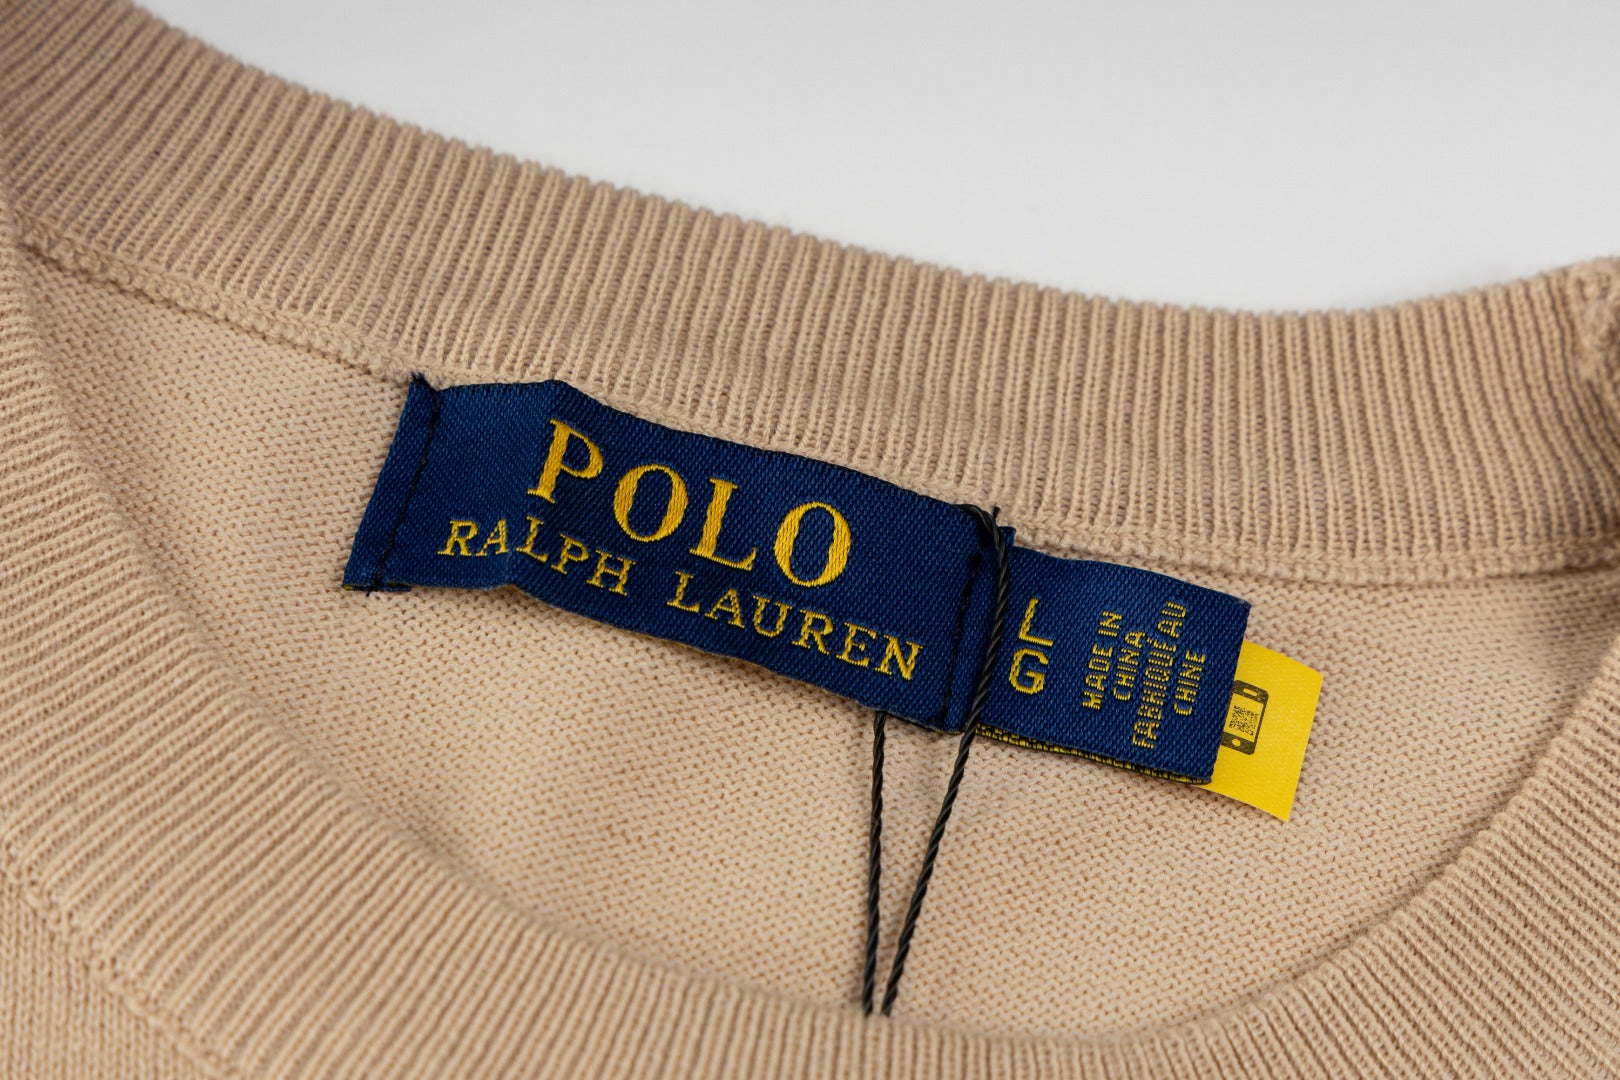 POLO
RALPH LAUREN
L
G
MADE IN
CHINA
FABRIQUÉ AU
CHINE